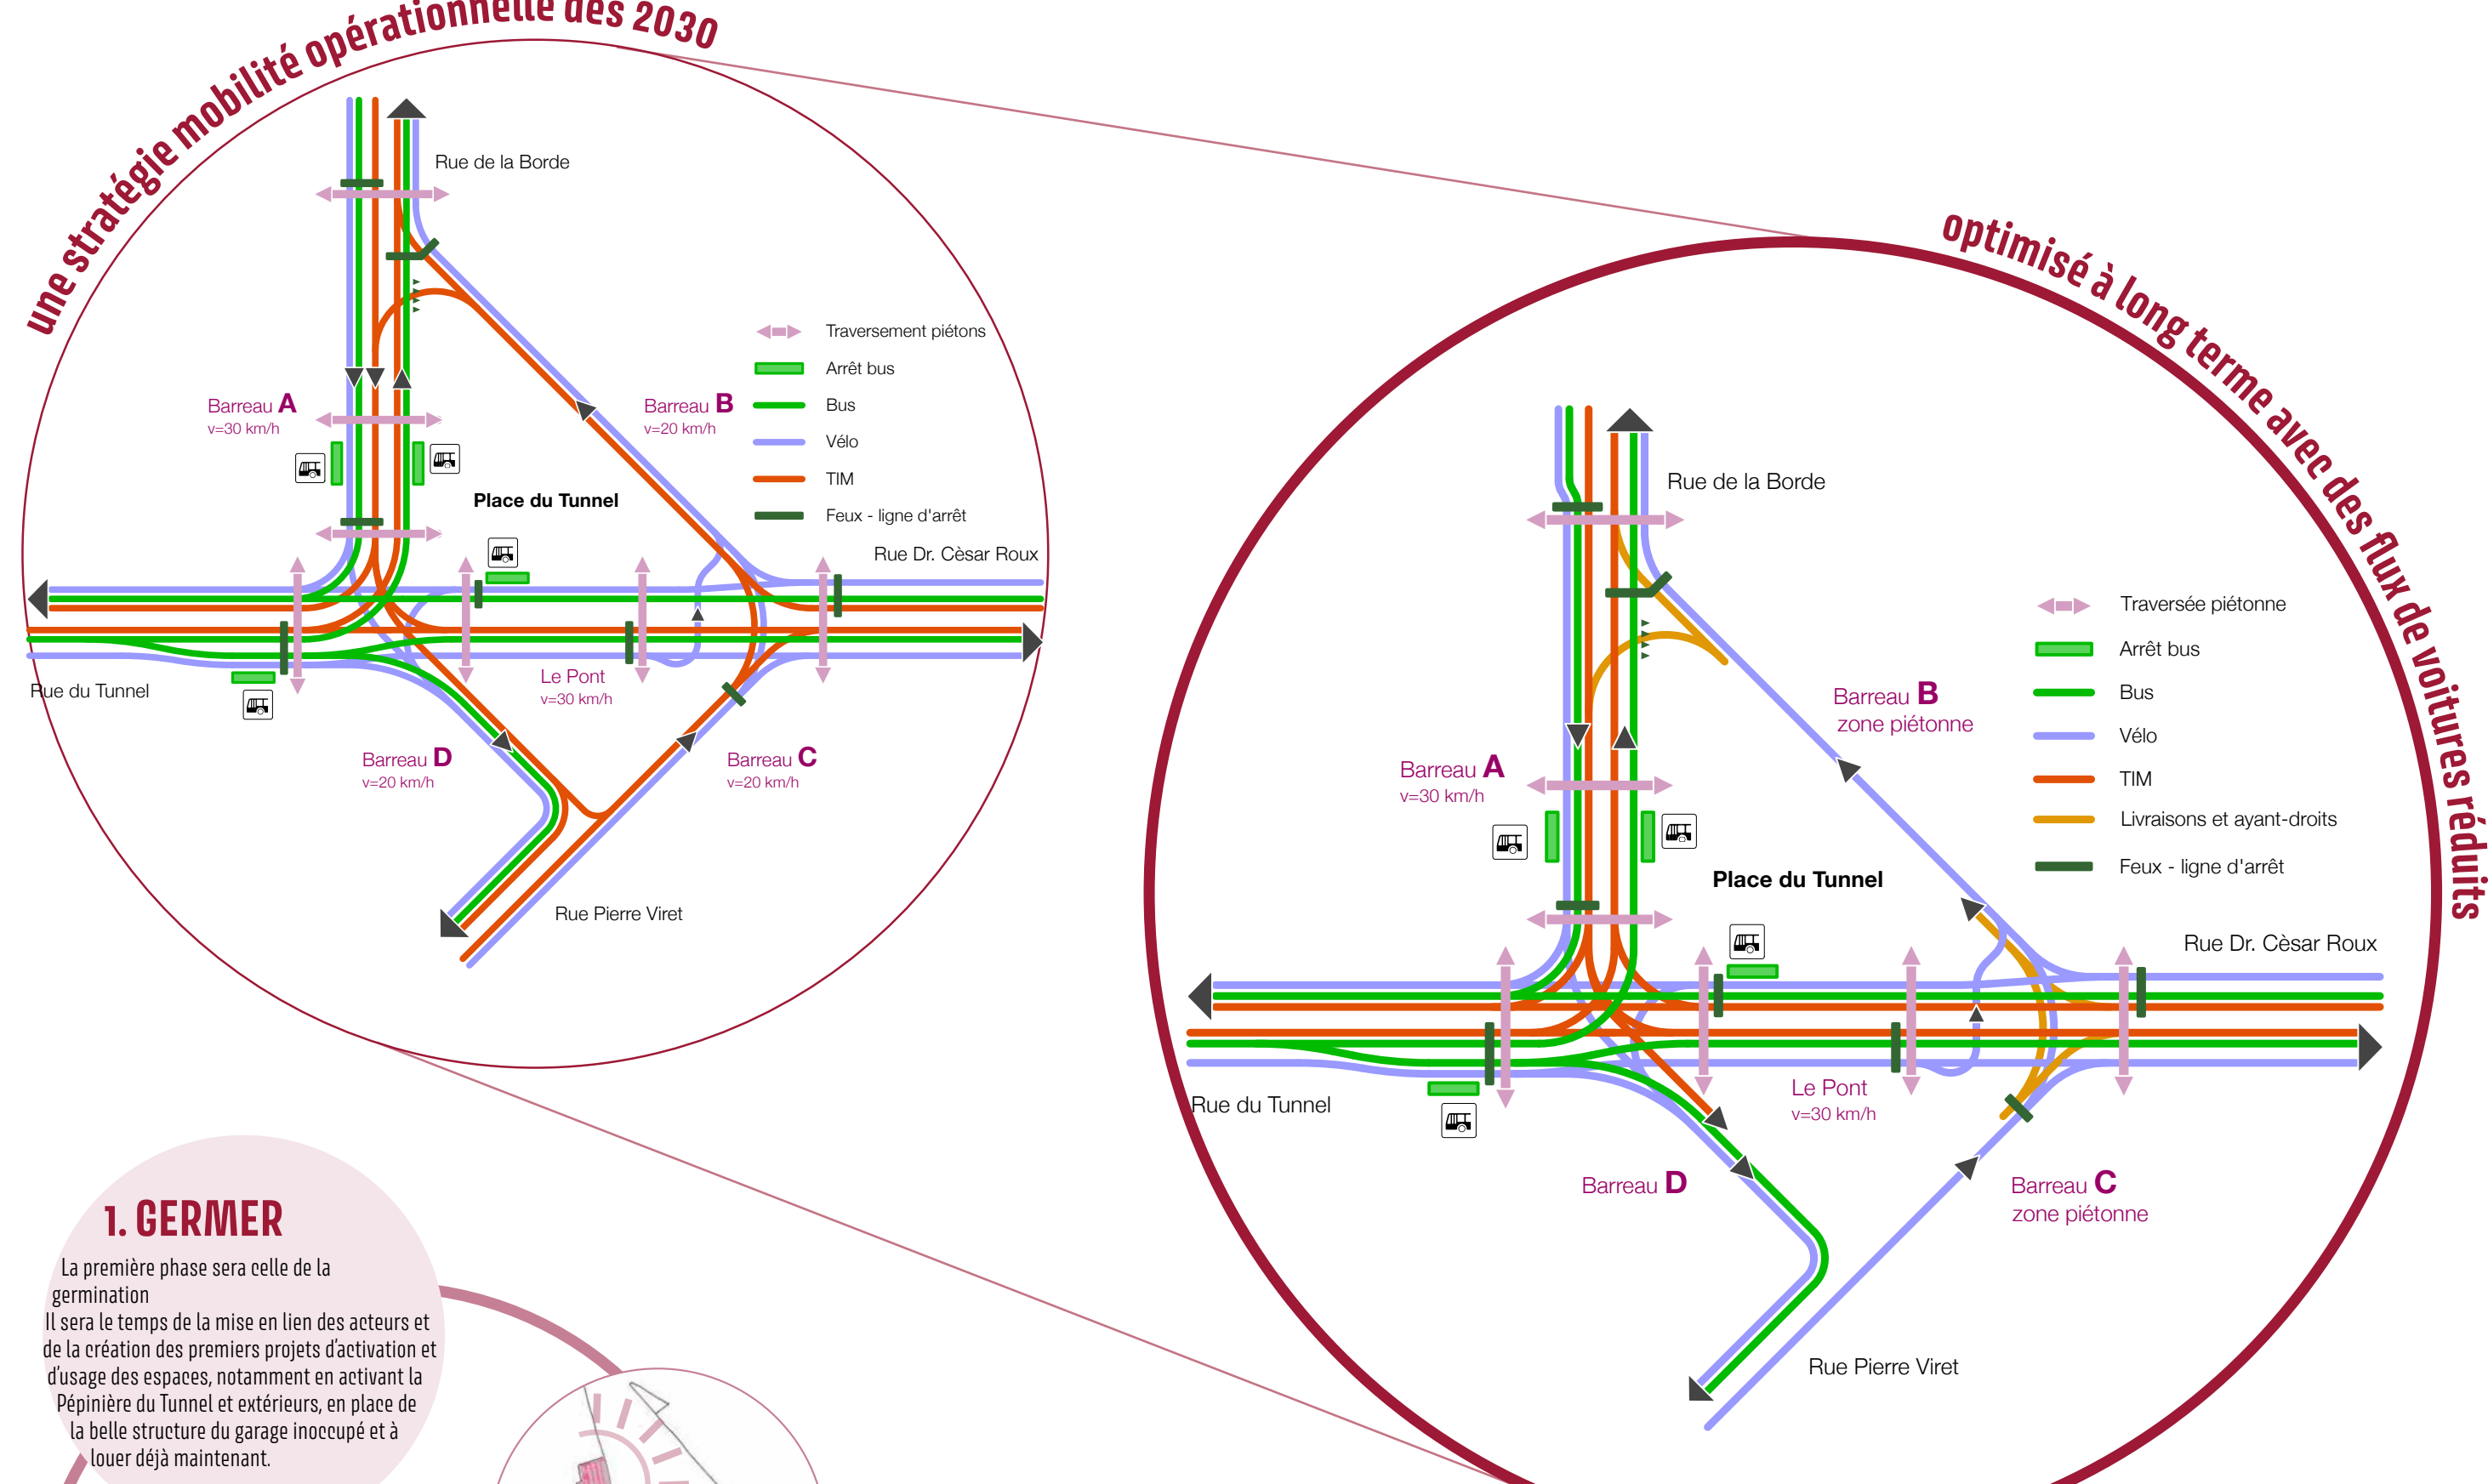 une stratégie mobilité opérationnelle dès 2030
Rue de la Borde
Traversement piétons
Arrêt bus
Bus
Vélo
TIM
Feux - ligne d'arrêt
Barreau A
v=30 km/h
Barreau B
v=20 km/h
Place du Tunnel
Rue Dr. Cèsar Roux
Rue du Tunnel
Le Pont
v=30 km/h
Barreau D
v=20 km/h
Barreau C
v=20 km/h
Rue Pierre Viret
optimisé à long terme avec des flux de voitures réduits
Rue de la Borde
Traversée piétonne
Arrêt bus
Bus
Vélo
TIM
Livraisons et ayant-droits
Feux - ligne d'arrêt
Barreau B
zone piétonne
Barreau A
v=30 km/h
Place du Tunnel
Rue Dr. Cèsar Roux
Rue du Tunnel
Le Pont
v=30 km/h
Barreau D
Barreau C
zone piétonne
Rue Pierre Viret
1. GERMER
La première phase sera celle de la
germination
Il sera le temps de la mise en lien des acteurs et
de la création des premiers projets d'activation et
d'usage des espaces, notamment en activant la
Pépinière du Tunnel et extérieurs, en place de
la belle structure du garage inoccupé et à
louer déjà maintenant.